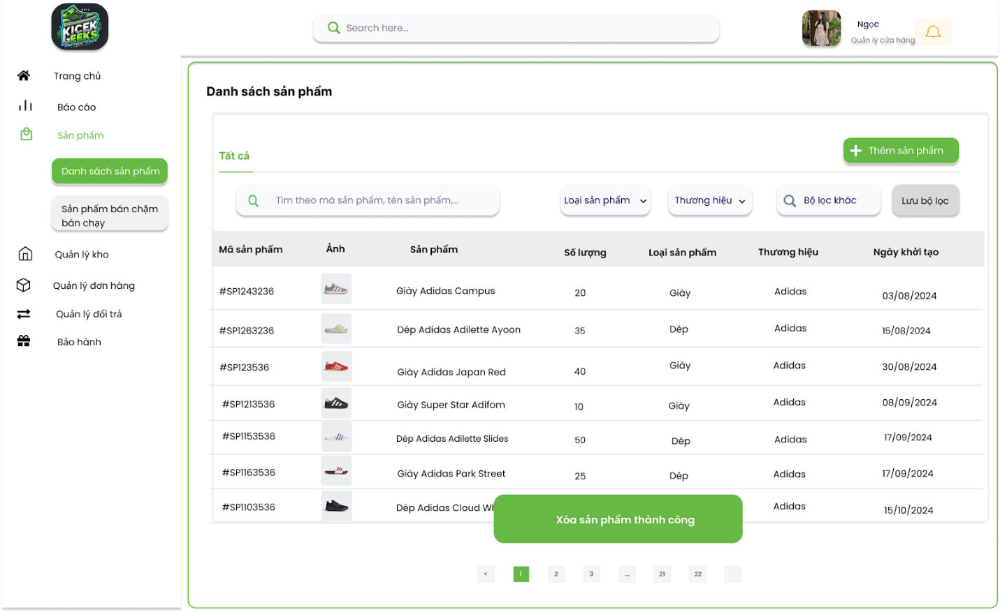 KICEK
GEEKS
Search here...
Ngọc
Quản lý cửa hàng
Trang chủ
Báo cáo
Sản phẩm
Danh sách sản phẩm
Sản phẩm bán chậm
bán chạy
Quản lý kho
Quản lý đơn hàng
Quản lý đổi trả
Bảo hành
Danh sách sản phẩm
Tất cả
Thêm sản phẩm
Tìm theo mã sản phẩm, tên sản phẩm,...
Loại sản phẩm
Thương hiệu
Bộ lọc khác
Lưu bộ lọc
Mã sản phẩm Ảnh Sản phẩm Số lượng Loại sản phẩm Thương hiệu Ngày khởi tạo
#SP1243236 Giày Adidas Campus 20 Giày Adidas 03/08/2024
#SP1263236 Dép Adidas Adilette Ayoon 35 Dép Adidas 15/08/2024
#SP123536 Giày Adidas Japan Red 40 Giày Adidas 30/08/2024
#SP1213536 Giày Super Star Adifom 10 Giày Adidas 08/09/2024
#SP1153536 Dép Adidas Adilette Slides 50 Dép Adidas 17/09/2024
#SP1163536 Giày Adidas Park Street 25 Dép Adidas 17/09/2024
#SP1103536 Dép Adidas Cloud Adidas 15/10/2024
Xóa sản phẩm thành công
< 1 2 3 ... 21 22